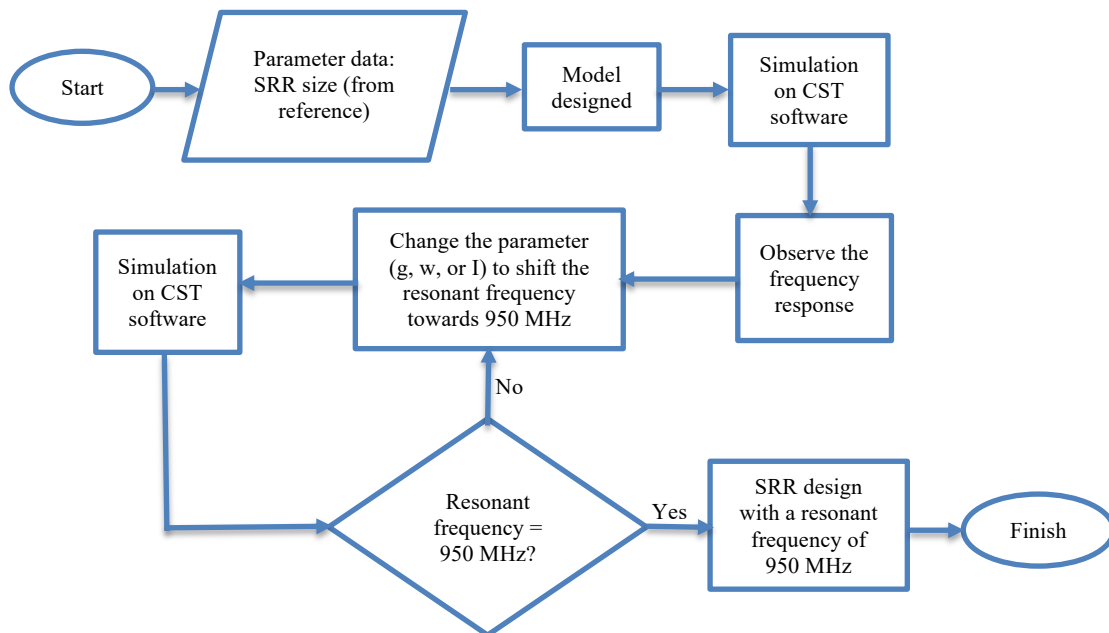 Start
Parameter data:
SRR size (from
reference)
Model
designed
Simulation
on CST
software
Observe the
frequency
response
Change the parameter
(g, w, or I) to shift the
resonant frequency
towards 950 MHz
Simulation
on CST
software
No
Resonant
frequency =
950 MHz?
Yes
SRR design
with a resonant
frequency of
950 MHz
Finish